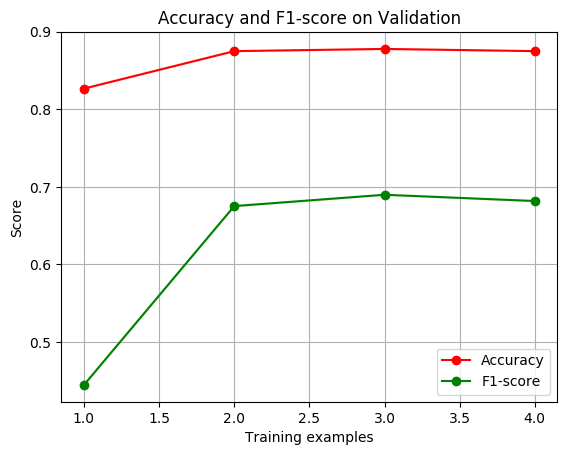 Accuracy and F1-score on Validation
Score
0.9
0.8
0.7
0.6
0.5
Accuracy
F1-score
1.0 1.5 2.0 2.5 3.0 3.5 4.0
Training examples